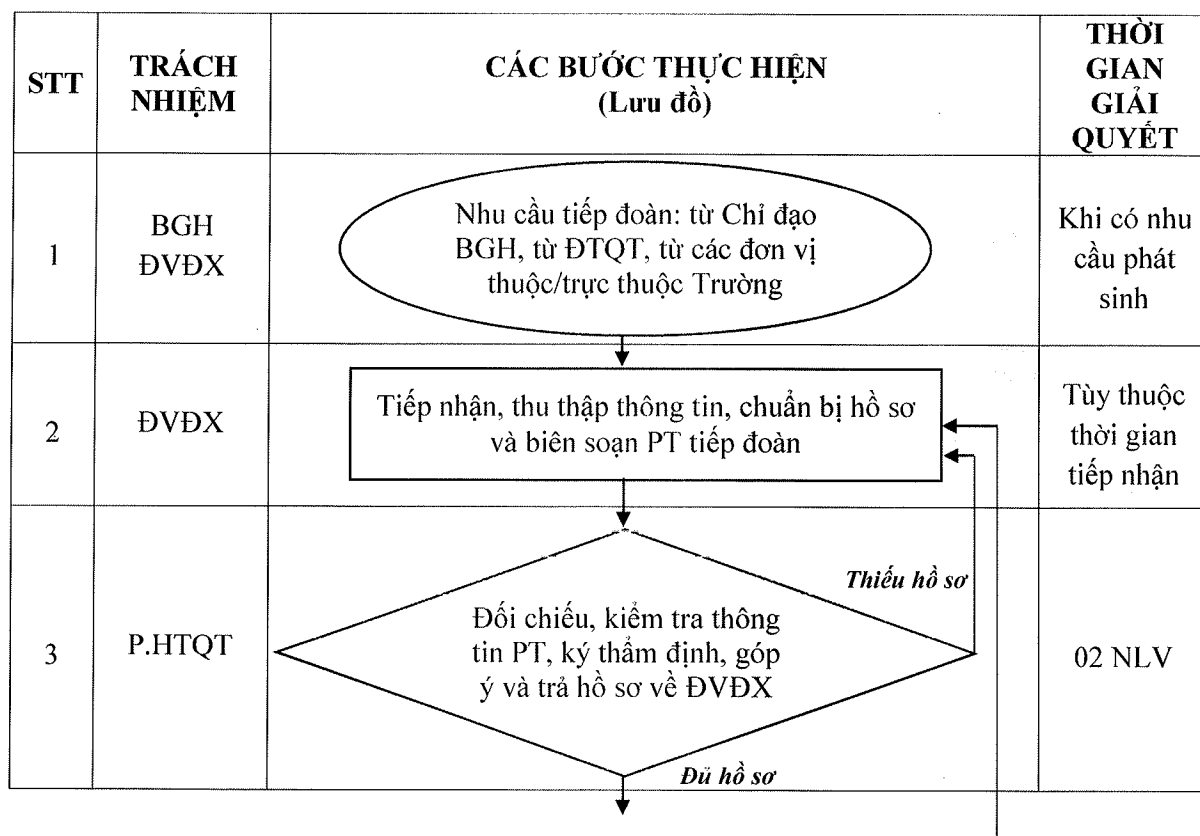 STT
TRÁCH
NHIỆM
CÁC BƯỚC THỰC HIỆN
(Lưu đồ)
THỜI
GIAN
GIẢI
QUYẾT
1
BGH
ĐVĐX
Nhu cầu tiếp đoàn: từ Chỉ đạo
BGH, từ ĐTQT, từ các đơn vị
thuộc/trực thuộc Trường
Khi có nhu
cầu phát
sinh
2
ĐVĐX
Tiếp nhận, thu thập thông tin, chuẩn bị hồ sơ
và biên soạn PT tiếp đoàn
Tùy thuộc
thời gian
tiếp nhận
3
P.HTQT
Thiếu hồ sơ
Đối chiếu, kiểm tra thông
tin PT, ký thẩm định, góp
ý và trả hồ sơ về ĐVĐX
02 NLV
Đủ hồ sơ